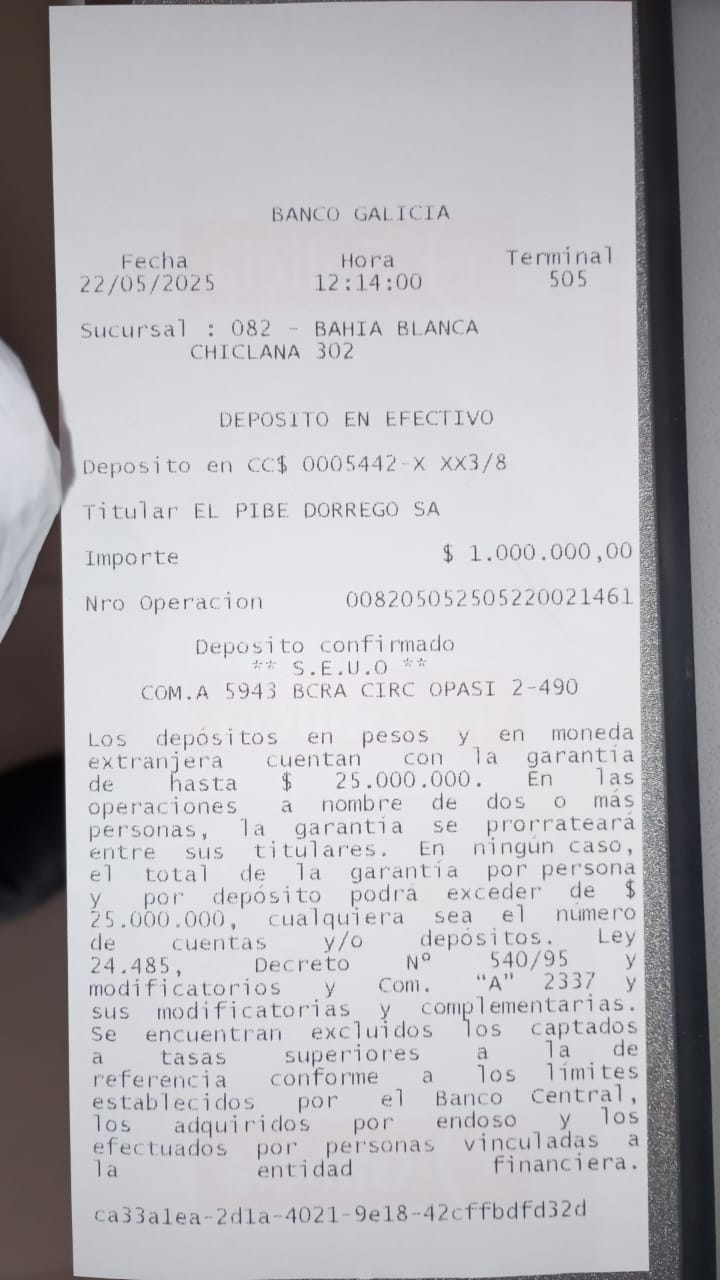 BANCO GALICIA
Fecha Hora Terminal
22/05/2025 12:14:00 505
Sucursal : 082 - BAHIA BLANCA
CHICLANA 302
DEPOSITO EN EFECTIVO
Deposito en CC$ 0005442-X XX3/8
Titular EL PIBE DORREGO SA
Importe $ 1.000.000,00
Nro Operacion 008205052505220021461
Deposito confirmado
** S.E.U.O **
COM.A 5943 BCRA CIRC OPASI 2-490
Los depósitos en pesos y en moneda
extranjera cuentan con la garantía
de hasta $ 25.000.000. En las
operaciones a nombre de dos o más
personas, la garantía se prorrateará
entre sus titulares. En ningún caso,
el total de la garantía por persona
y por depósito podrá exceder de $
25.000.000, cualquiera sea el número
de cuentas y/o depósitos. Ley
24.485, Decreto Nº 540/95 y
modificatorios y Com. “A” 2337 y
sus modificatorias y complementarias.
Se encuentran excluidos los captados
a tasas superiores a la de
referencia conforme a los límites
establecidos por el Banco Central,
los adquiridos por endoso y los
efectuados por personas vinculadas a
la entidad financiera.
ca33a1ea-2d1a-4021-9e18-42cffbdfd32d